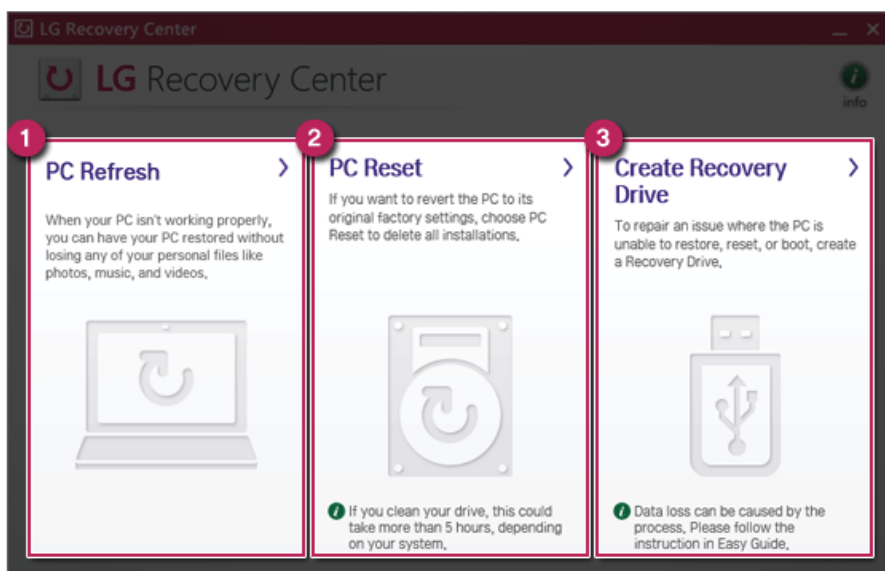 LG Recovery Center
LG Recovery Center
info
1
PC Refresh
When your PC isn't working properly,
you can have your PC restored without
losing any of your personal files like
photos, music, and videos.
2
PC Reset
If you want to revert the PC to its
original factory settings, choose PC
Reset to delete all installations.
i If you clean your drive, this could
take more than 5 hours, depending
on your system.
3
Create Recovery
Drive
To repair an issue where the PC is
unable to restore, reset, or boot, create
a Recovery Drive.
i Data loss can be caused by the
process. Please follow the
instruction in Easy Guide.